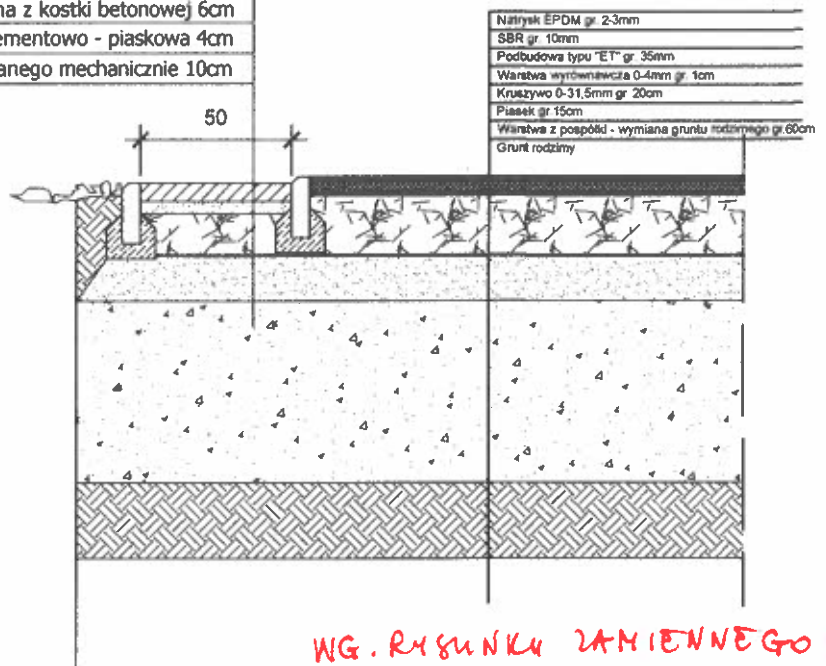 na z kostki betonowej 6cm
ementowo - piaskowa 4cm
anego mechanicznie 10cm
50
Natrysk EPDM gr. 2-3mm
SBR gr. 10mm
Podbudowa typu "ET" gr. 35mm
Warstwa wyrównawcza 0-4mm gr. 1cm
Kruszywo 0-31,5mm gr 20cm
Piasek gr 15cm
Warstwa z pospółki - wymiana gruntu rodzimego gr.60cm
Grunt rodzimy
WG. RYSUNKU ZAMIENNEGO